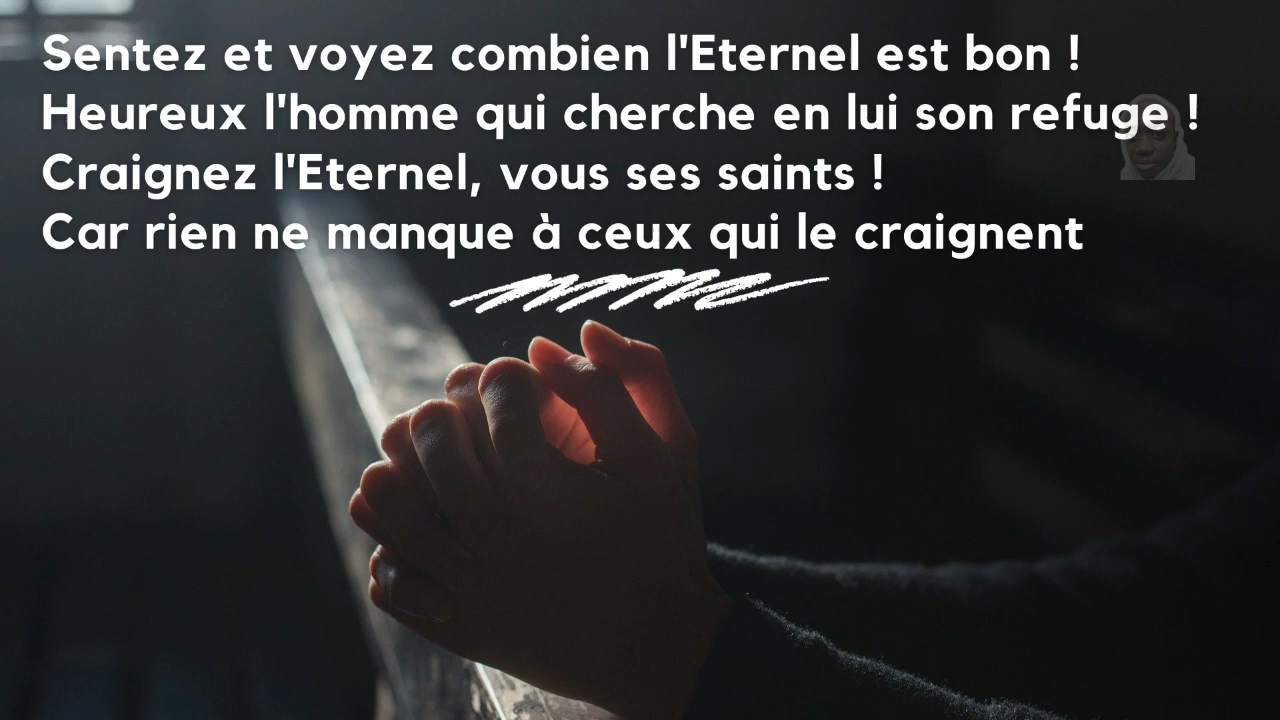 Sentez et voyez combien l'Eternel est bon !
Heureux l'homme qui cherche en lui son refuge !
Craignez l'Eternel, vous ses saints !
Car rien ne manque à ceux qui le craignent